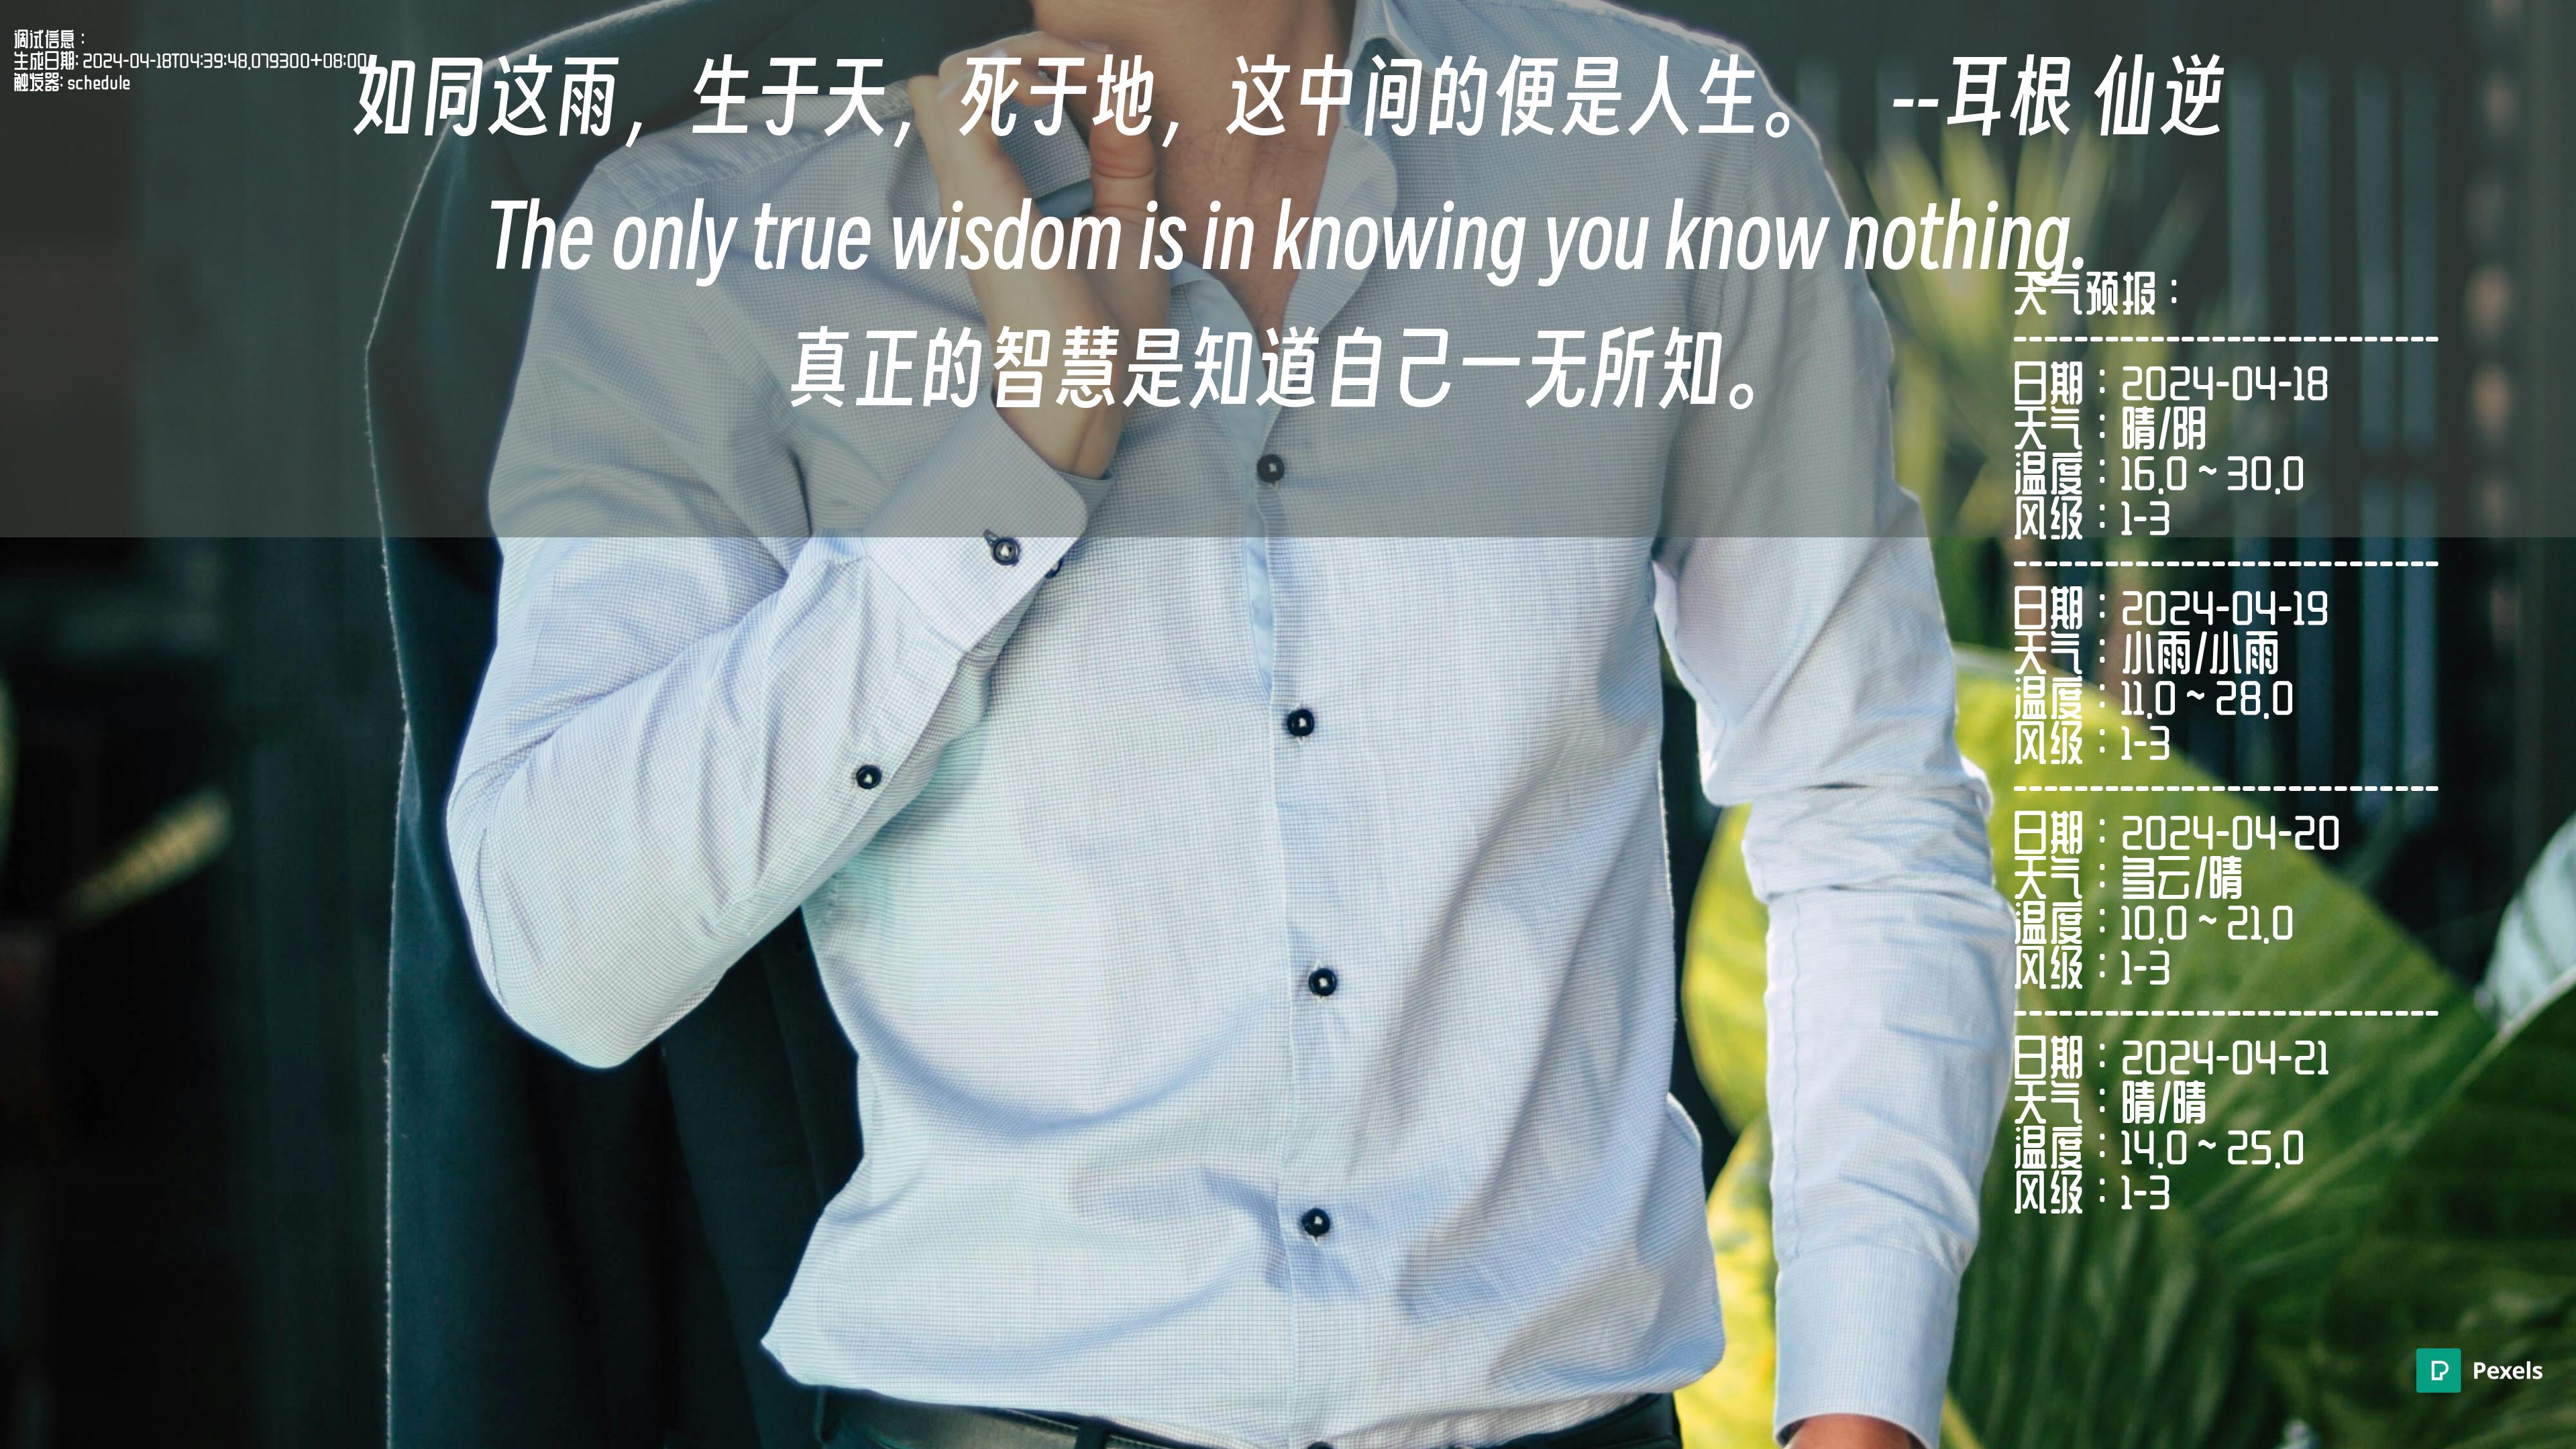 调试信息：
生成日期: 2024-04-18T04:39:48.079300+08:00
触发器: schedule
如同这雨，生于天，死于地，这中间的便是人生。 --耳根 仙逆
The only true wisdom is in knowing you know nothing.
真正的智慧是知道自己一无所知。
天气预报：
----------------------------
日期：2024-04-18
天气：晴/阴
温度：16.0 ~ 30.0
风级：1-3
----------------------------
日期：2024-04-19
天气：小雨/小雨
温度：11.0 ~ 28.0
风级：1-3
----------------------------
日期：2024-04-20
天气：多云/晴
温度：10.0 ~ 21.0
风级：1-3
----------------------------
日期：2024-04-21
天气：晴/晴
温度：14.0 ~ 25.0
风级：1-3
Pexels